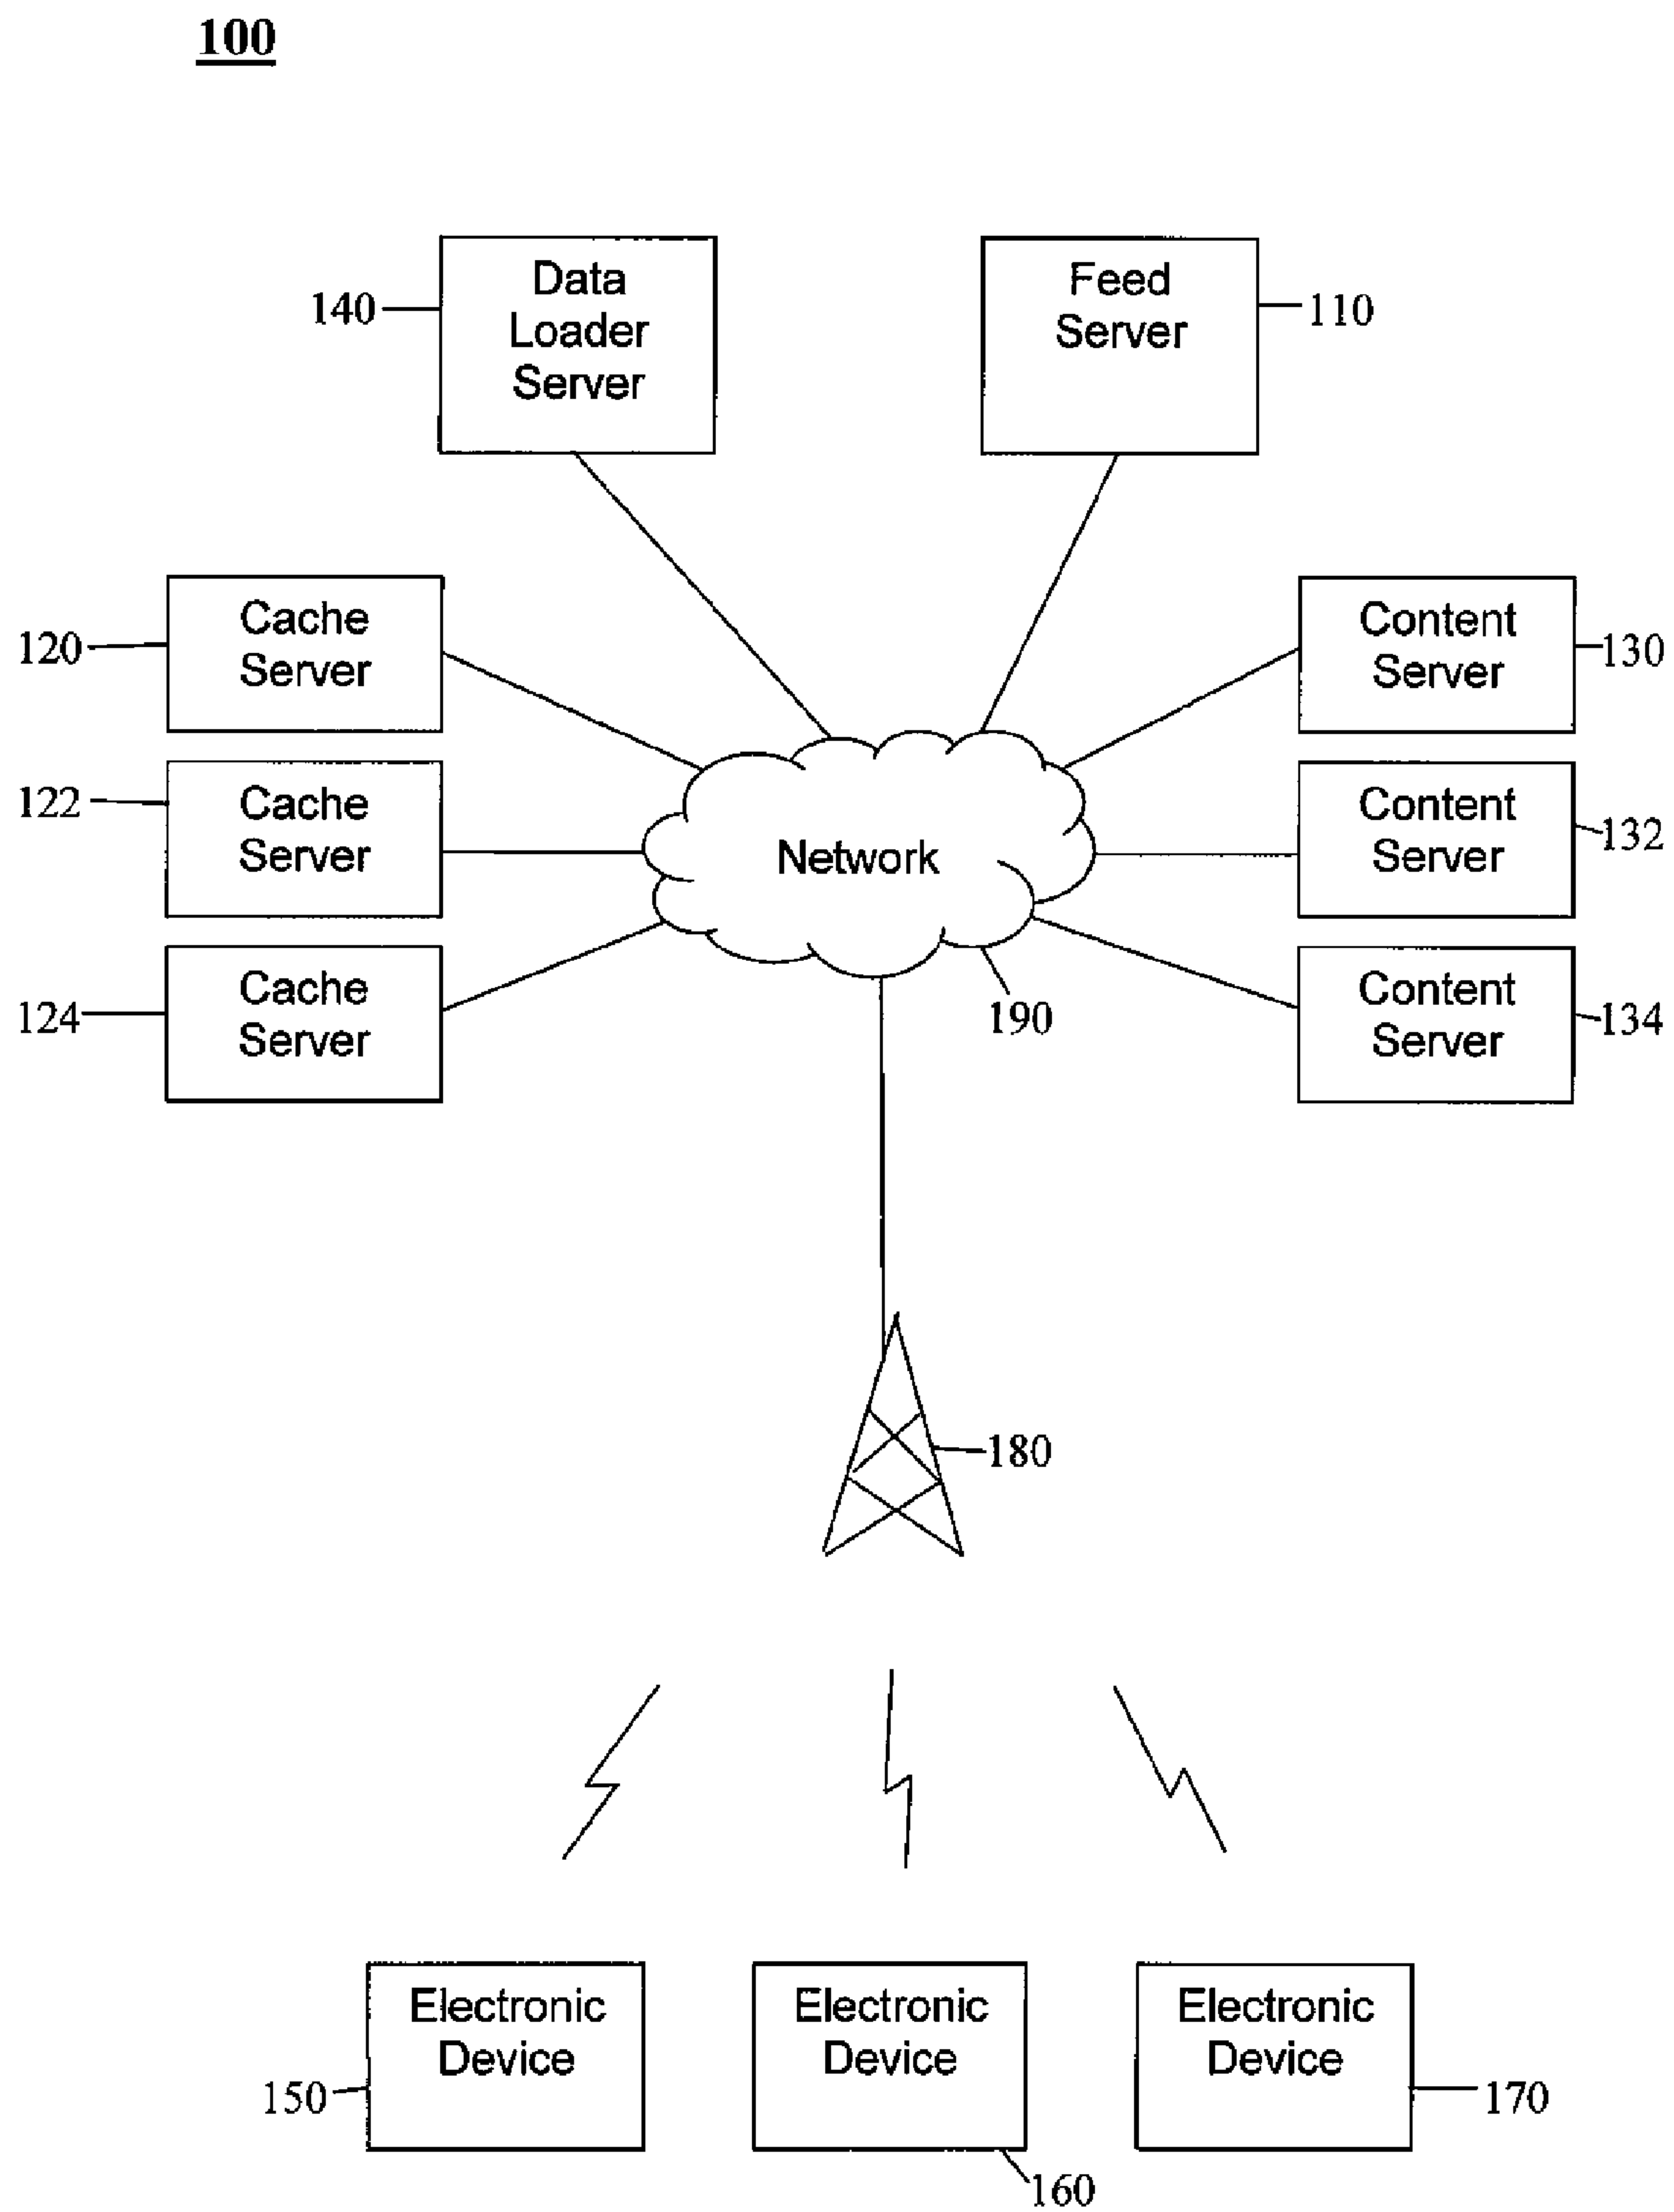 100
Data
Loader
Server
140
Feed
Server
110
Cache
Server
120
Content
Server
130
Cache
Server
122
Network
Content
Server
132
Cache
Server
124
190
Content
Server
134
180
Electronic
Device
150
Electronic
Device
160
Electronic
Device
170